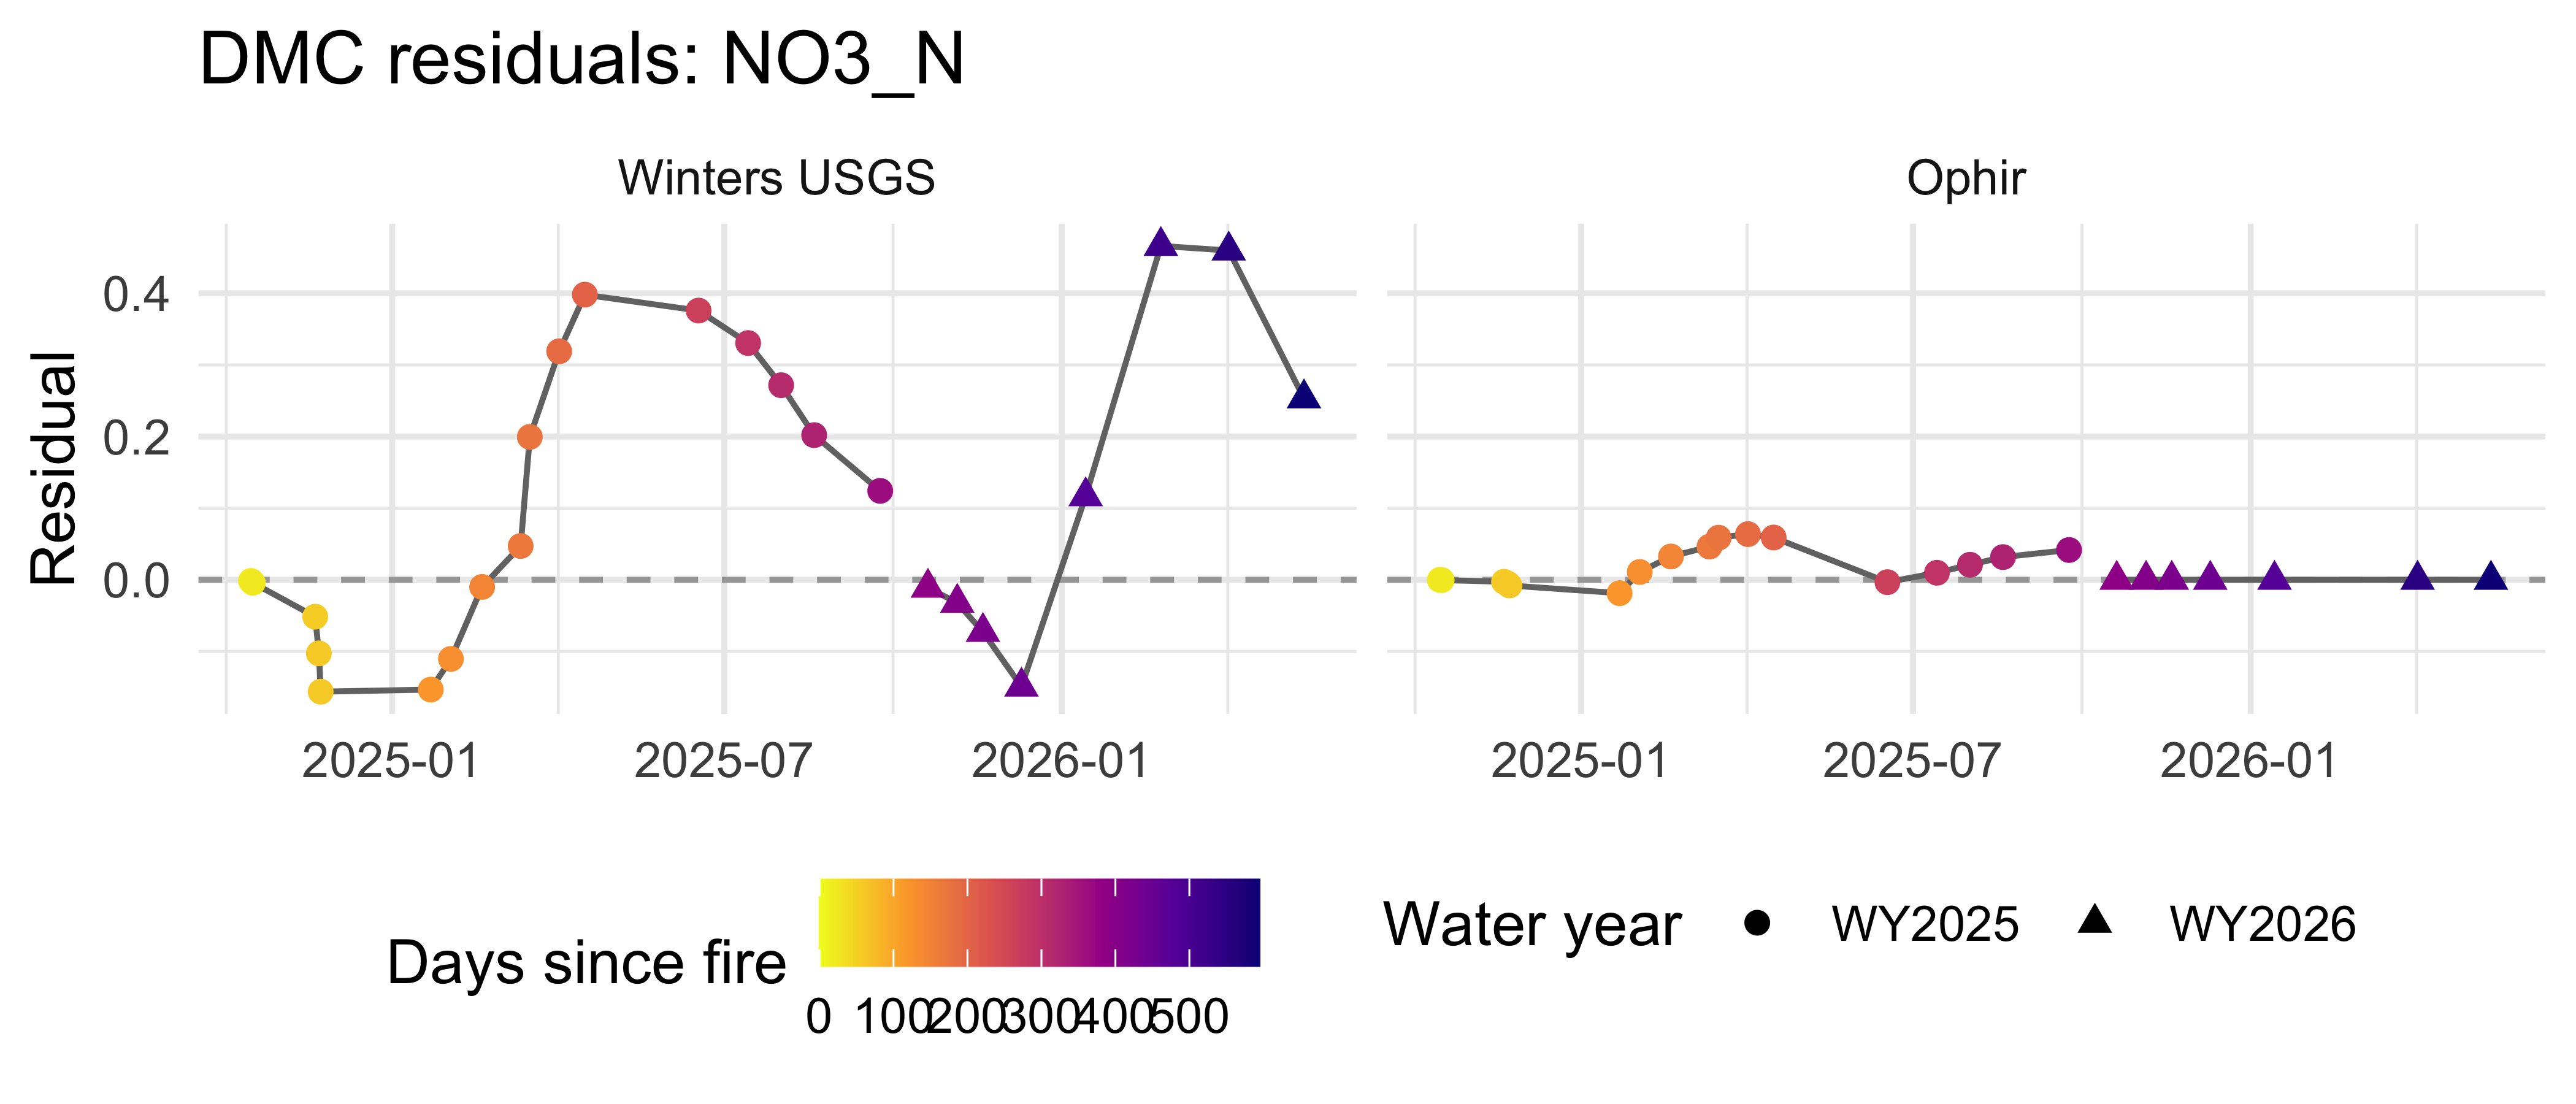 DMC residuals: NO3_N
Winters USGS
Ophir
Residual
0.4
0.2
0.0
2025-01 2025-07 2026-01
2025-01 2025-07 2026-01
Days since fire
0 100 200 300 400 500
Water year WY2025 WY2026